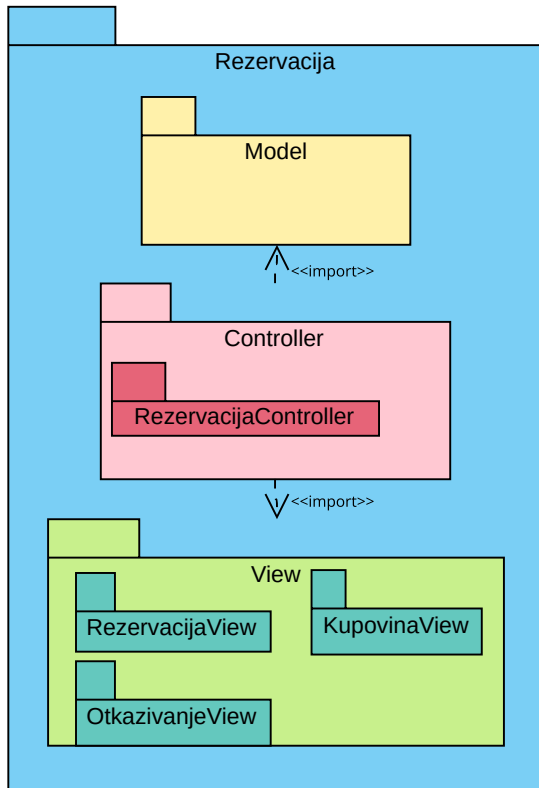 Rezervacija
Model
<<import>>
Controller
RezervacijaController
<<import>>
View
RezervacijaView
KupovinaView
OtkazivanjeView